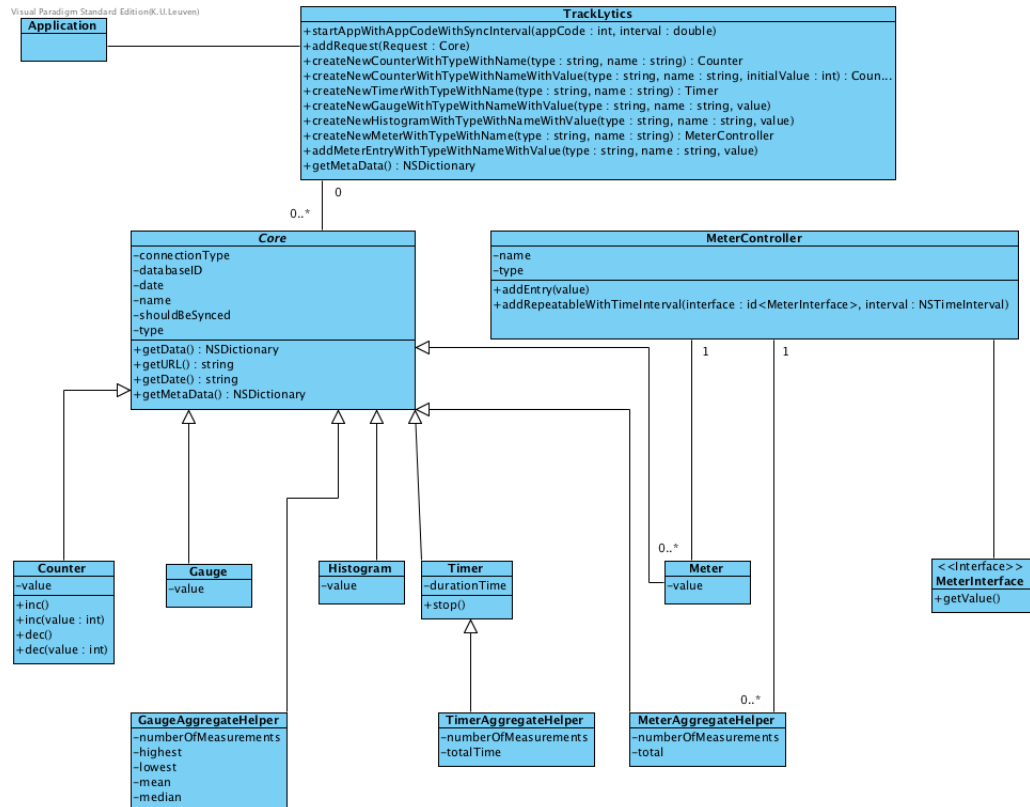 Visual Paradigm Standard Edition(K.U.Leuven)
Application
TrackLytics
+startAppWithAppCodeWithSyncInterval(appCode : int, interval : double)
+addRequest(Request : Core)
+createNewCounterWithTypeWithName(type : string, name : string) : Counter
+createNewCounterWithTypeWithNameWithValue(type : string, name : string, initialValue : int) : Coun...
+createNewTimerWithTypeWithName(type : string, name : string) : Timer
+createNewGaugeWithTypeWithNameWithValue(type : string, name : string, value)
+createNewHistogramWithTypeWithNameWithValue(type : string, name : string, value)
+createNewMeterWithTypeWithName(type : string, name : string) : MeterController
+addMeterEntryWithTypeWithNameWithValue(type : string, name : string, value)
+getMetaData() : NSDictionary
0
0..*
Core
-connectionType
-databaseID
-date
-name
-shouldBeSynced
-type
+getData() : NSDictionary
+getURL() : string
+getDate() : string
+getMetaData() : NSDictionary
MeterController
-name
-type
+addEntry(value)
+addRepeatableWithTimeInterval(interface : id<MeterInterface>, interval : NSTimeInterval)
1
1
0..*
Counter
-value
+inc()
+inc(value : int)
+dec()
+dec(value : int)
Gauge
-value
Histogram
-value
Timer
-durationTime
+stop()
Meter
-value
<<Interface>>
MeterInterface
+getValue()
0..*
GaugeAggregateHelper
-numberOfMeasurements
-highest
-lowest
-mean
-median
TimerAggregateHelper
-numberOfMeasurements
-totalTime
MeterAggregateHelper
-numberOfMeasurements
-total